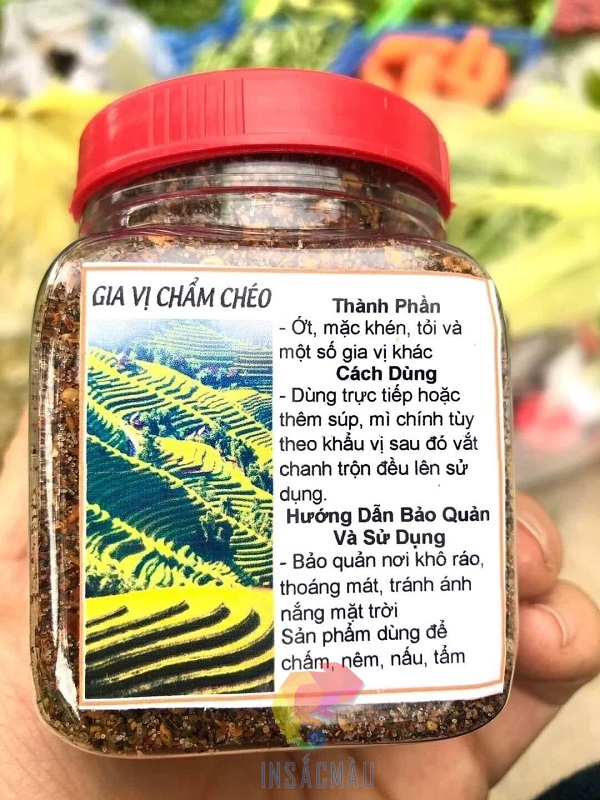 GIA VỊ CHẨM CHÉO
Thành Phần
- Ớt, mặc khén, tỏi và
một số gia vị khác
Cách Dùng
- Dùng trực tiếp hoặc
thêm súp, mì chính tùy
theo khẩu vị sau đó vắt
chanh trộn đều lên sử
dụng.
Hướng Dẫn Bảo Quản
Và Sử Dụng
- Bảo quản nơi khô ráo,
thoáng mát, tránh ánh
nắng mặt trời
Sản phẩm dùng để
chấm, nêm, nấu, tẩm
INSẮCMÀU